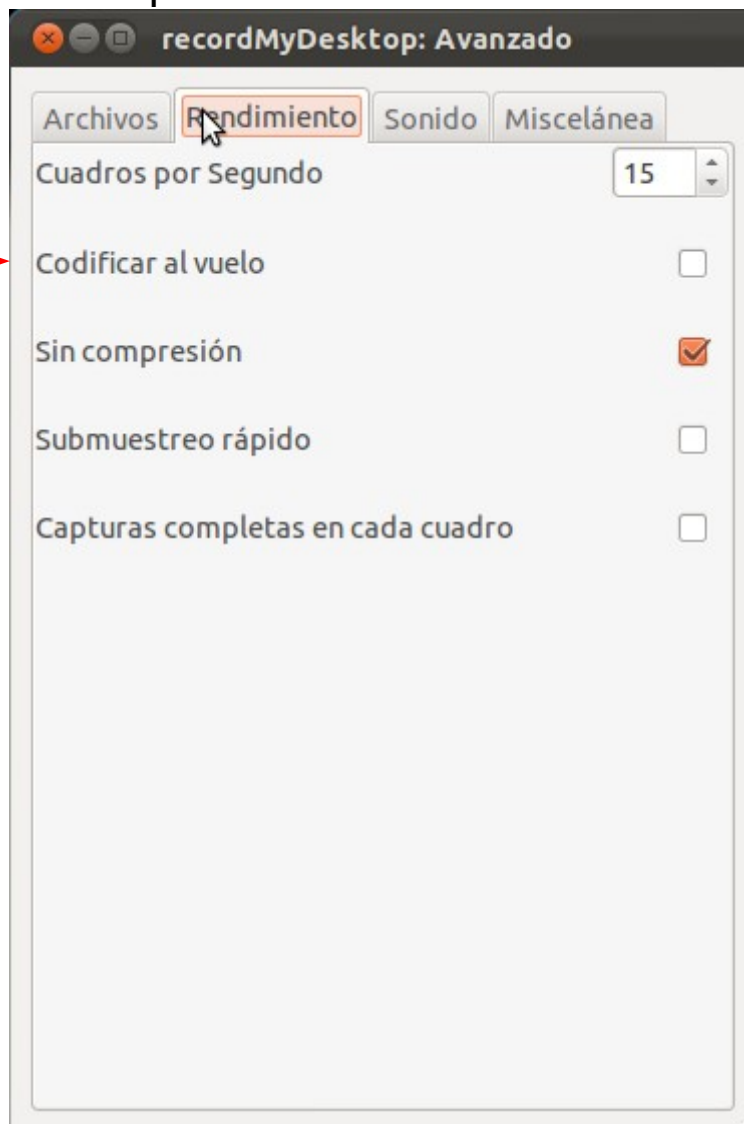 recordMyDesktop: Avanzado
Archivos Rendimiento Sonido Miscelánea
Cuadros por Segundo 15
Codificar al vuelo
Sin compresión
Submuestreo rápido
Capturas completas en cada cuadro